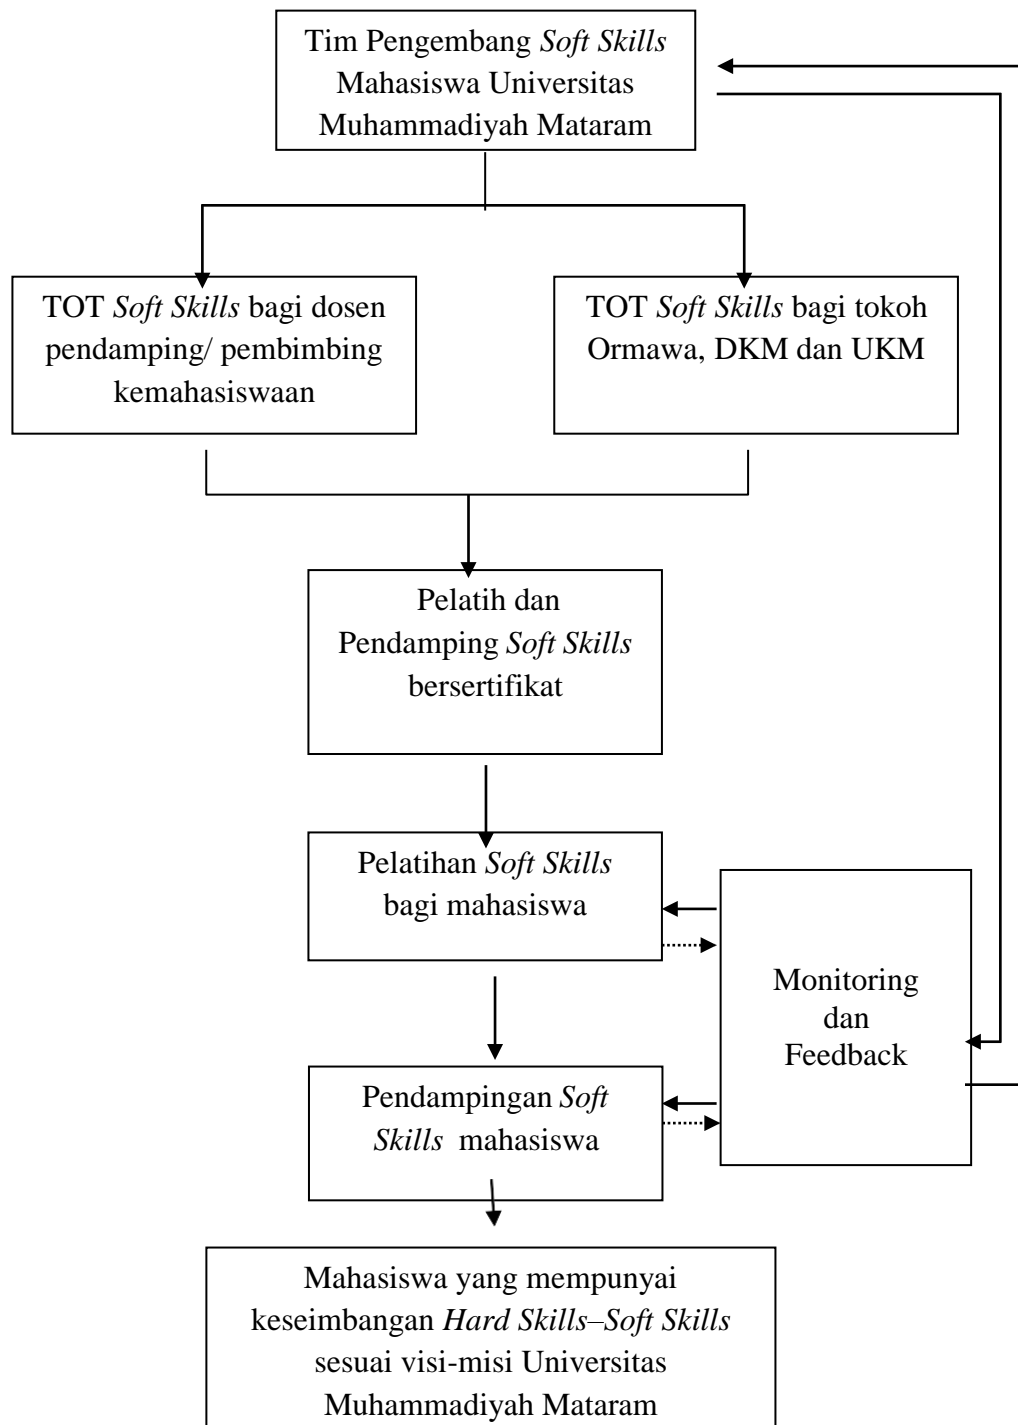 Tim Pengembang Soft Skills
Mahasiswa Universitas
Muhammadiyah Mataram
TOT Soft Skills bagi dosen
pendamping/ pembimbing
kemahasiswaan
TOT Soft Skills bagi tokoh
Ormawa, DKM dan UKM
Pelatih dan
Pendamping Soft Skills
bersertifikat
Pelatihan Soft Skills
bagi mahasiswa
Monitoring
dan
Feedback
Pendampingan Soft
Skills mahasiswa
Mahasiswa yang mempunyai
keseimbangan Hard Skills–Soft Skills
sesuai visi-misi Universitas
Muhammadiyah Mataram